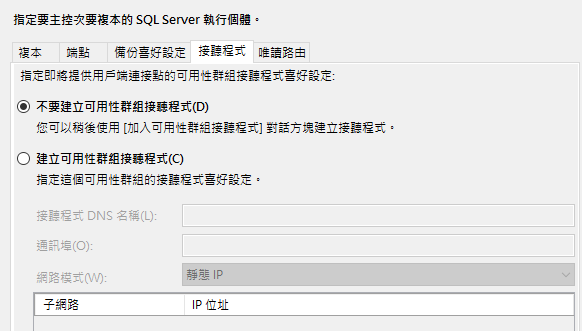 指定要主控次要複本的 SQL Server 執行個體。
複本 端點 備份喜好設定 接聽程式 唯讀路由
指定即將提供用戶端連接點的可用性群組接聽程式喜好設定:
不要建立可用性群組接聽程式(D)
您可以稍後使用 [加入可用性群組接聽程式] 對話方塊建立接聽程式。
建立可用性群組接聽程式(C)
指定這個可用性群組的接聽程式喜好設定。
接聽程式 DNS 名稱(L):
通訊埠(O):
網路模式(W): 靜態 IP
子網路 IP 位址